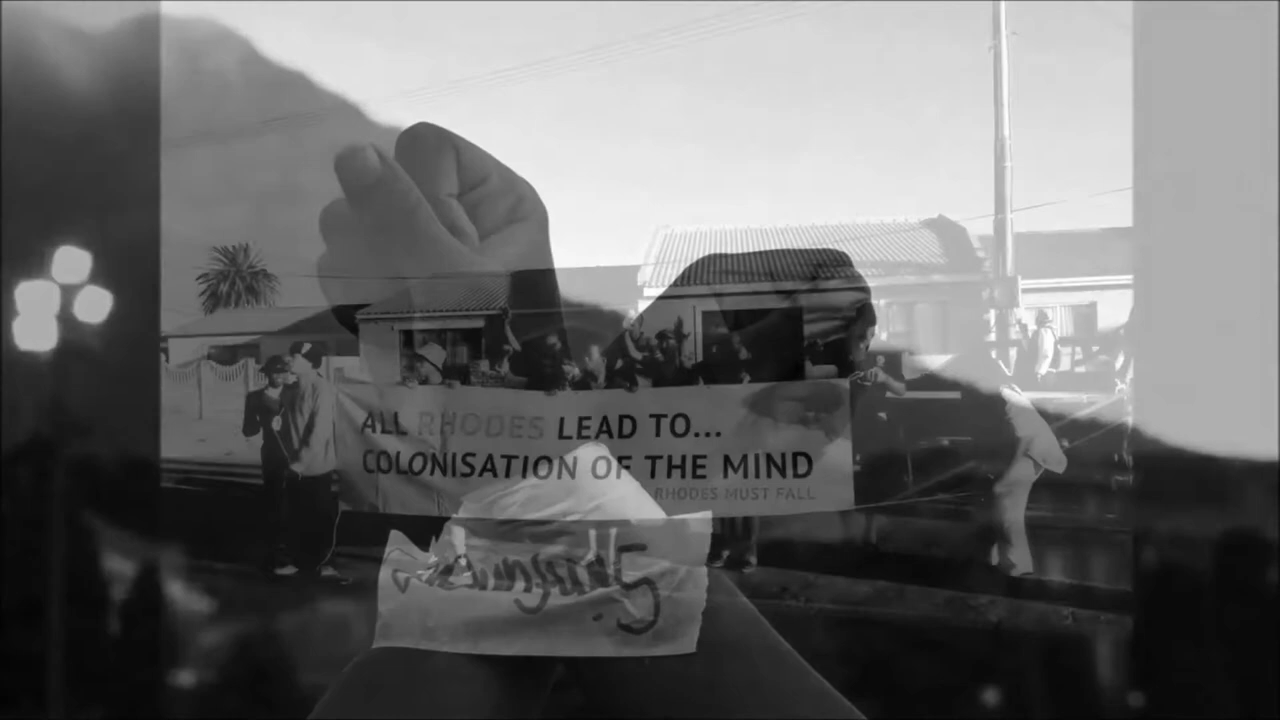 ALL RHODES LEAD TO...
COLONISATION OF THE MIND
RHODES MUST FALL